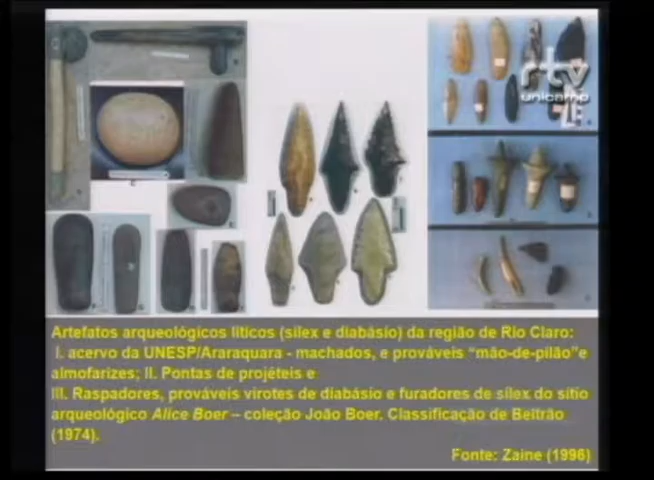 rtv
unicamp
Artefatos arqueológicos líticos (sílex e diabásio) da região de Rio Claro:
I. acervo da UNESP/Araraquara - machados, e prováveis "mão-de-pilão"e
almofarizes; II. Pontas de projéteis e
III. Raspadores, prováveis virotes de diabásio e furadores de sílex do sítio
arqueológico Alice Boer – coleção João Boer. Classificação de Beltrão
(1974).
Fonte: Zaine (1996)